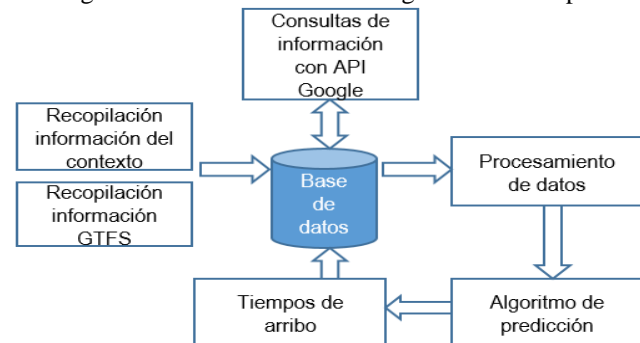 Consultas de
información
con API
Google
Recopilación
información del
contexto
Recopilación
información
GTFS
Base
de
datos
Procesamiento
de datos
Tiempos de
arribo
Algoritmo de
predicción